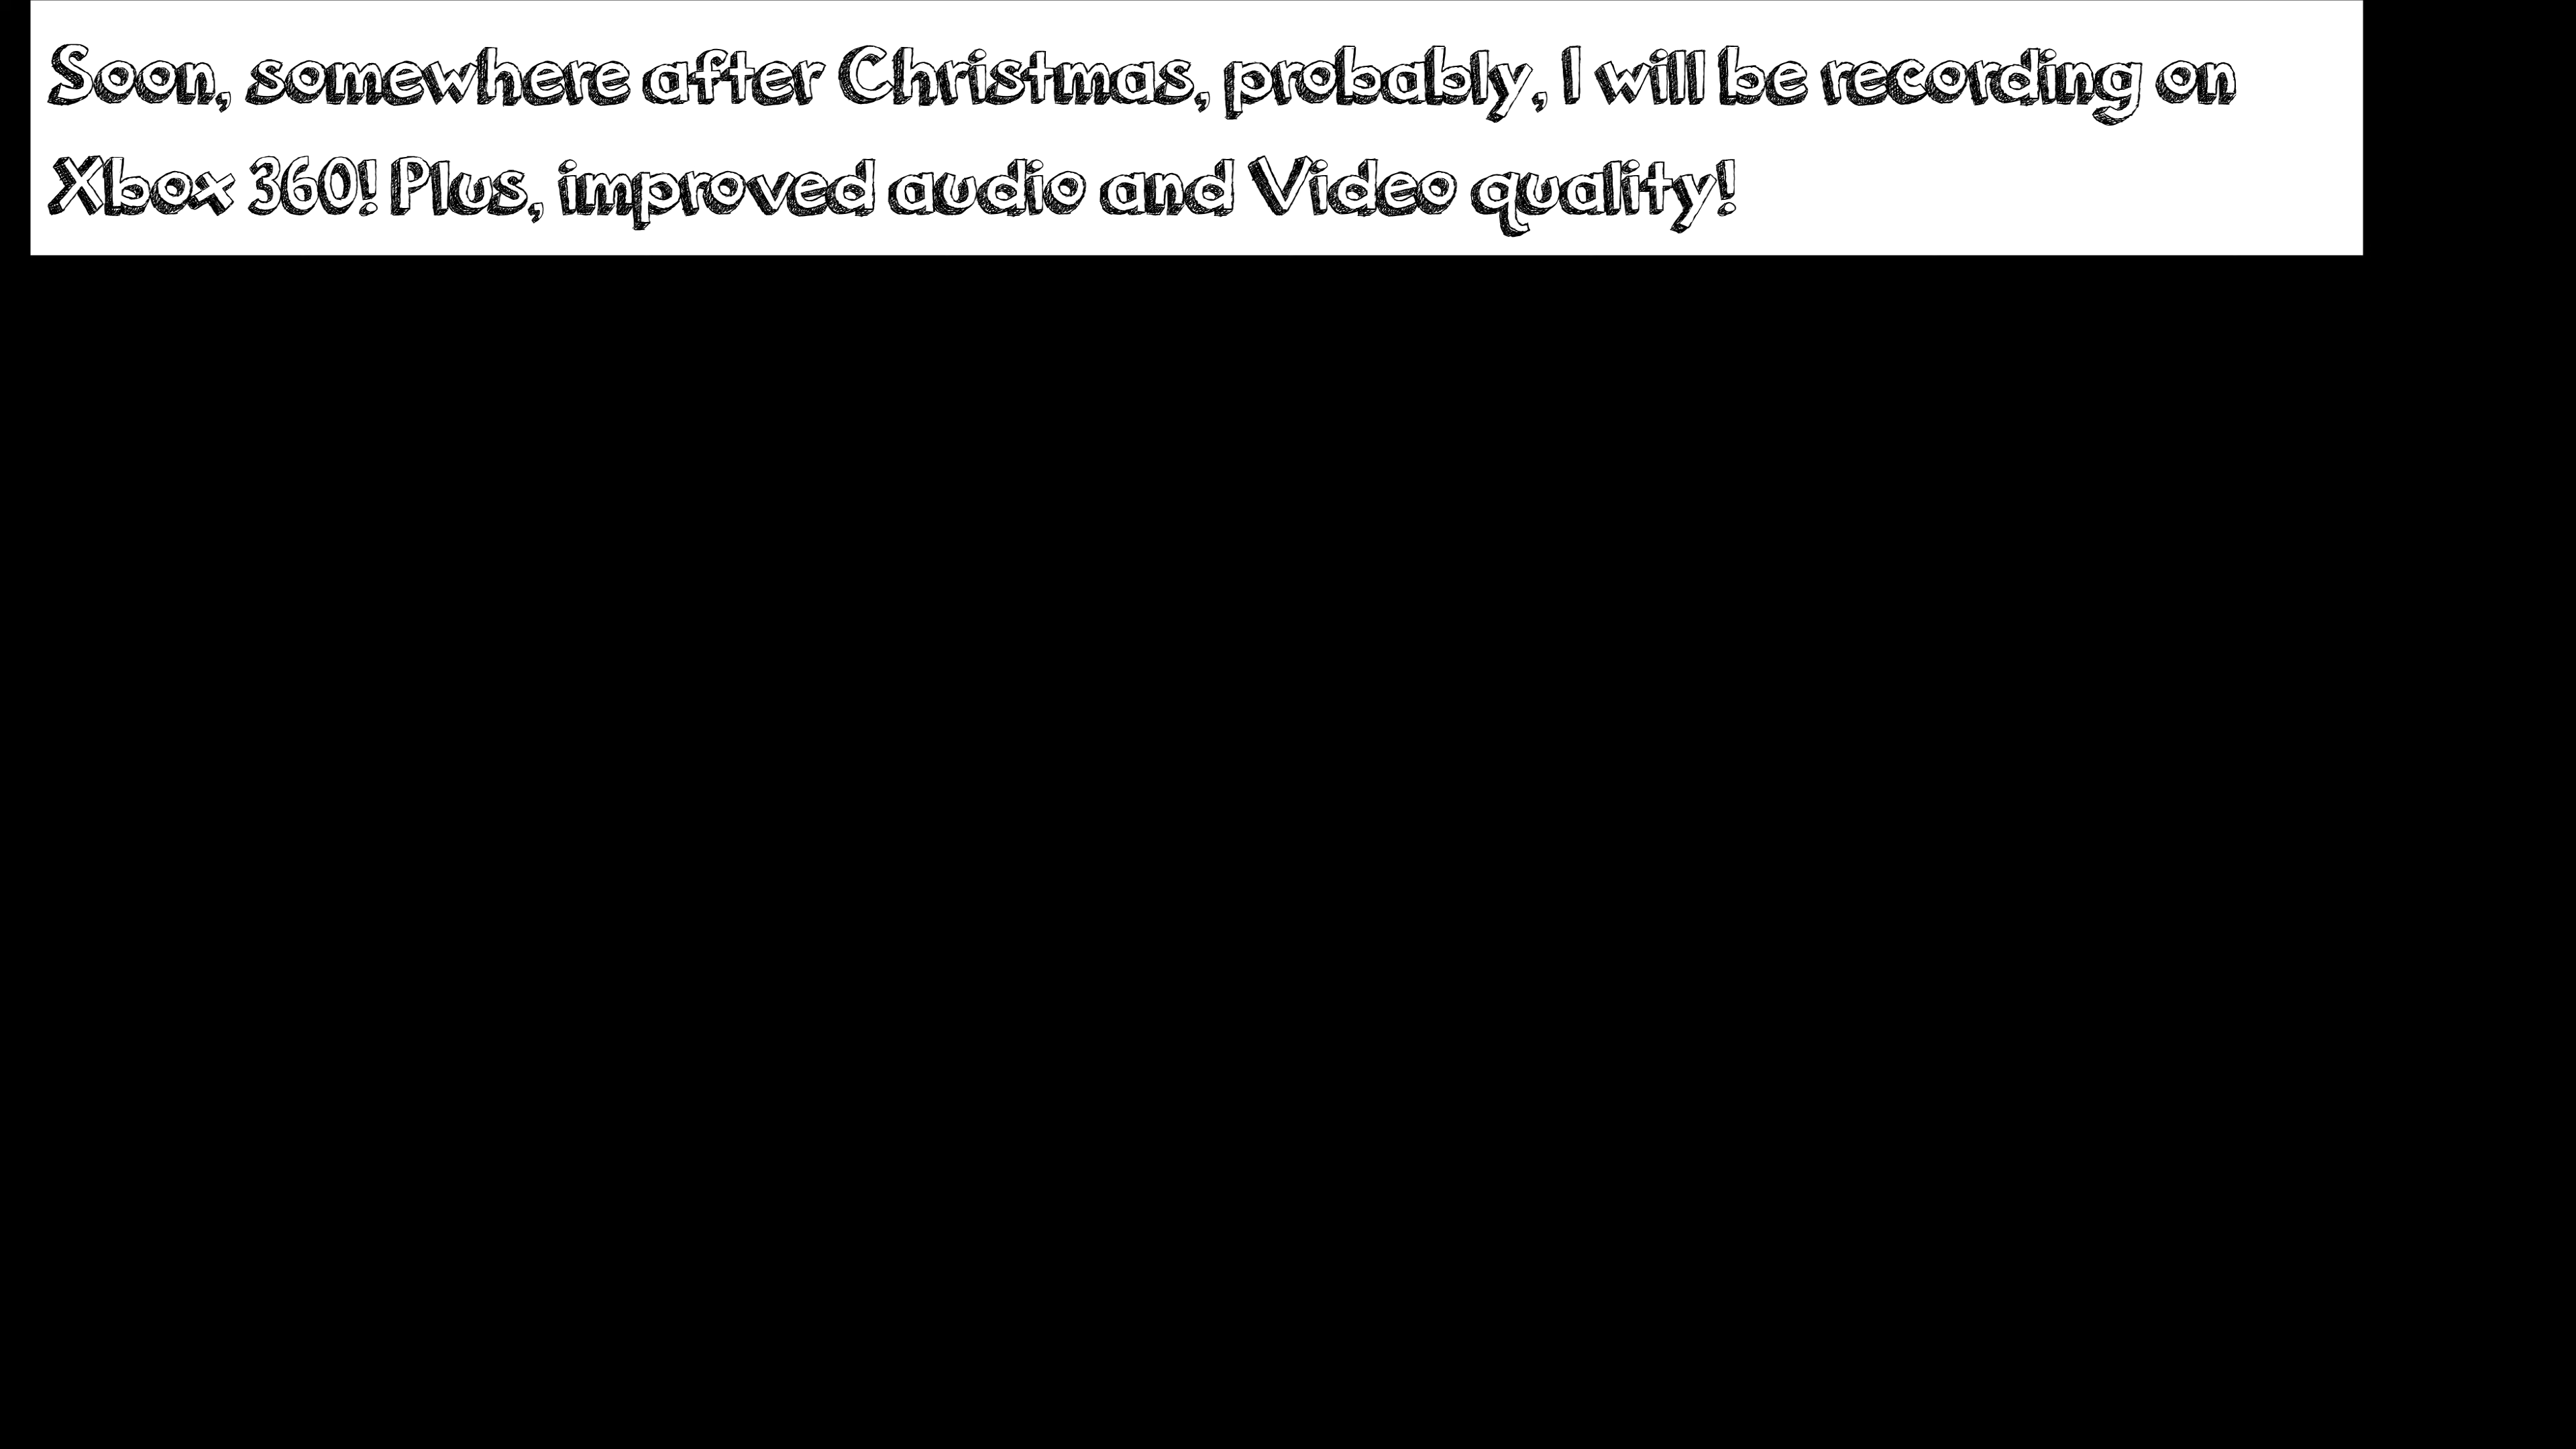 Soon, somewhere after Christmas, probably, I will be recording on
Xbox 360! Plus, improved audio and Video quality!